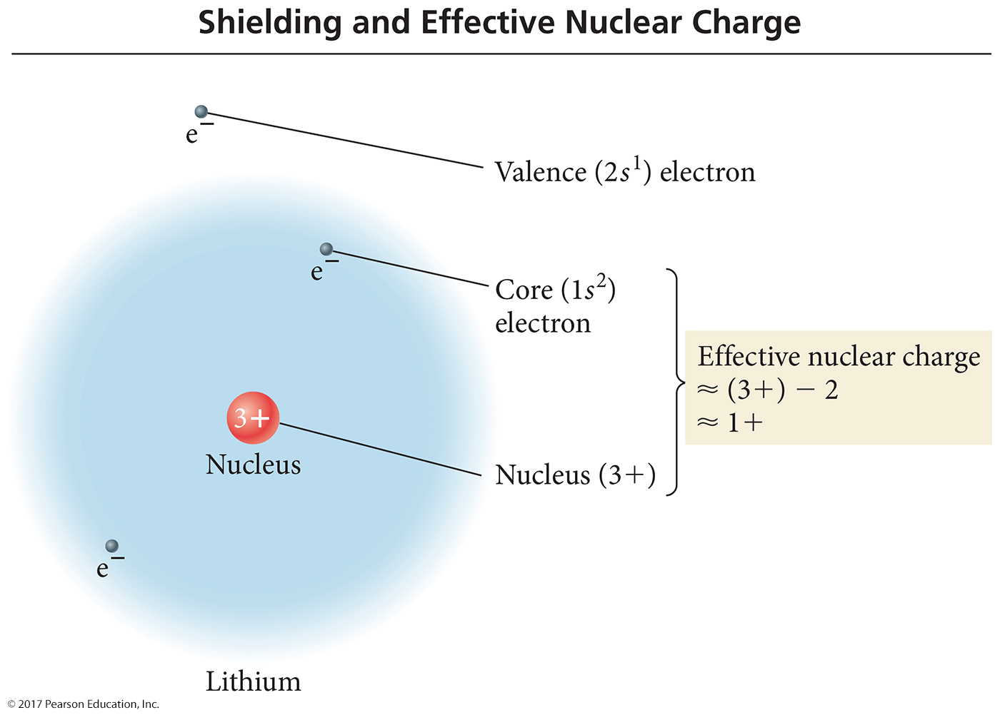 Shielding and Effective Nuclear Charge
e⁻
Valence (2s¹) electron
e⁻
Core (1s²)
electron
Effective nuclear charge
≈ (3+) − 2
≈ 1+
3+
Nucleus
Nucleus (3+)
e⁻
Lithium
© 2017 Pearson Education, Inc.